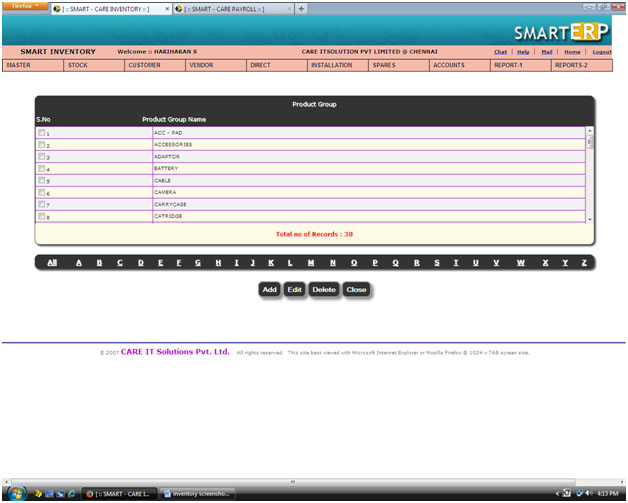 Firefox
[ :: SMART - CARE INVENTORY :: ] × [ :: SMART - CARE PAYROLL :: ] × +
SMARTERP
SMART INVENTORY Welcome :: HARIHARAN S CARE ITSOLUTION PVT LIMITED @ CHENNAI Chat | Help | Mail | Home | Logout
MASTER STOCK CUSTOMER VENDOR DIRECT INSTALLATION SPARES ACCOUNTS REPORT-1 REPORTS-2
Product Group
S.No Product Group Name
1 ACC - PAD
2 ACCESSORIES
3 ADAPTOR
4 BATTERY
5 CABLE
6 CAMERA
7 CARRYCASE
8 CATRIDGE
Total no of Records : 38
All A B C D E F G H I J K L M N O P Q R S T U V W X Y Z
Add Edit Delete Close
© 2007 CARE IT Solutions Pvt. Ltd. All rights reserved. This site best viewed with Microsoft Internet Explorer or Mozilla Firefox @ 1024 x 768 screen size.
[ :: SMART - CARE I... inventory screensho... 4:13 PM